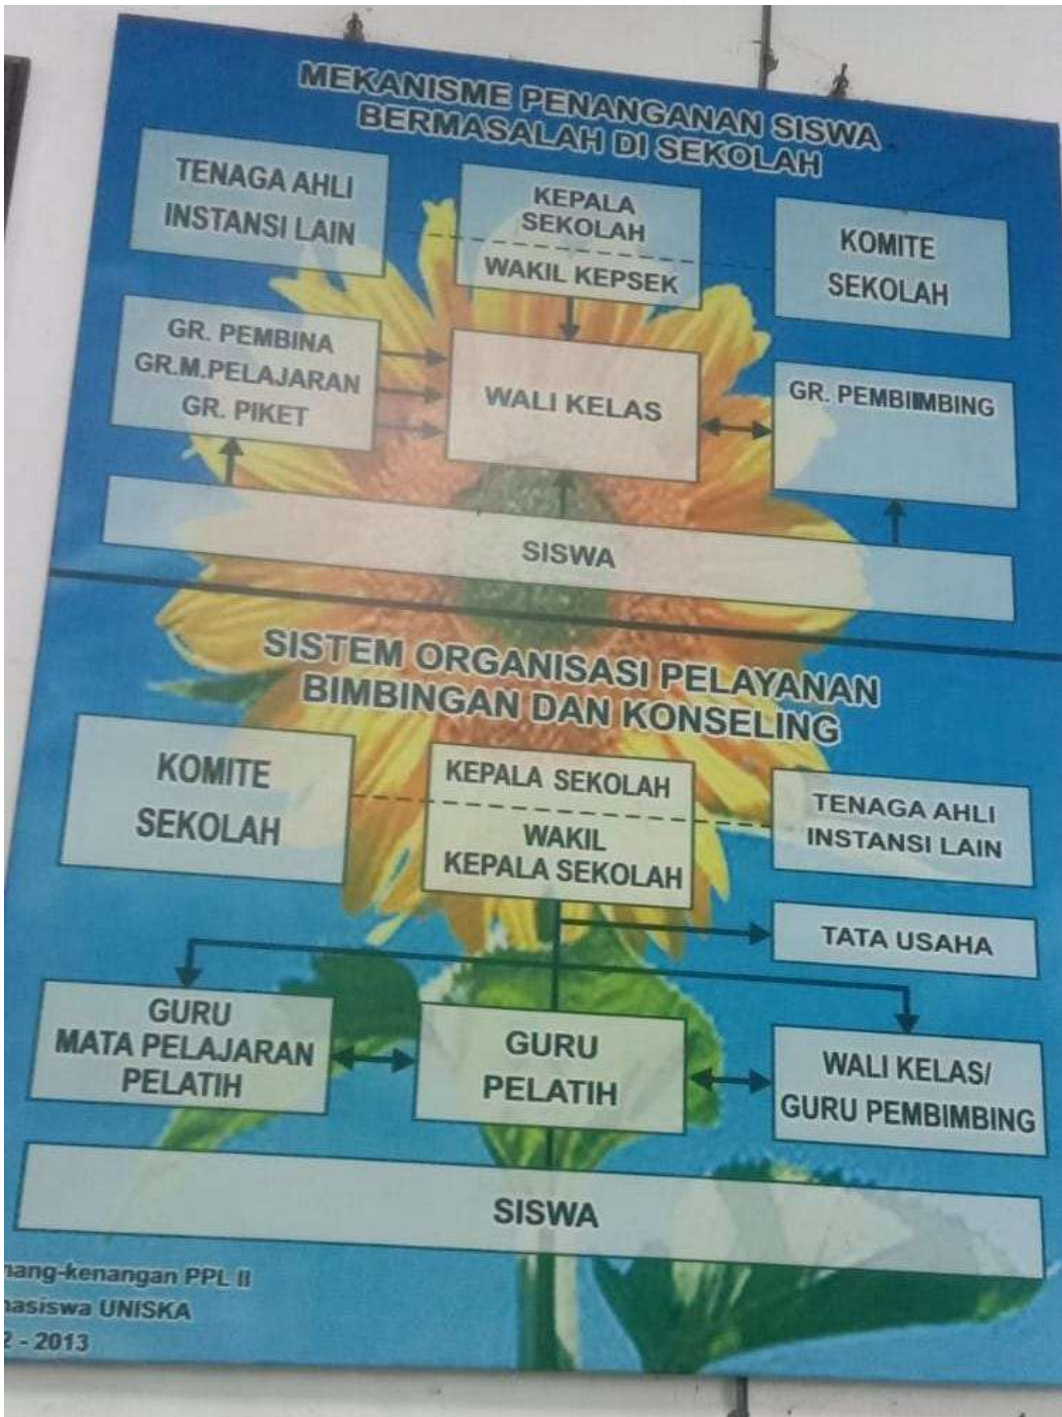 MEKANISME PENANGANAN SISWA
BERMASALAH DI SEKOLAH
TENAGA AHLI
INSTANSI LAIN
KEPALA
SEKOLAH
WAKIL KEPSEK
KOMITE
SEKOLAH
GR. PEMBINA
GR.M.PELAJARAN
GR. PIKET
WALI KELAS
GR. PEMBIMBING
SISWA
SISTEM ORGANISASI PELAYANAN
BIMBINGAN DAN KONSELING
KOMITE
SEKOLAH
KEPALA SEKOLAH
WAKIL
KEPALA SEKOLAH
TENAGA AHLI
INSTANSI LAIN
TATA USAHA
GURU
MATA PELAJARAN
PELATIH
GURU
PELATIH
WALI KELAS/
GURU PEMBIMBING
SISWA
nang-kenangan PPL II
hasiswa UNISKA
2 - 2013